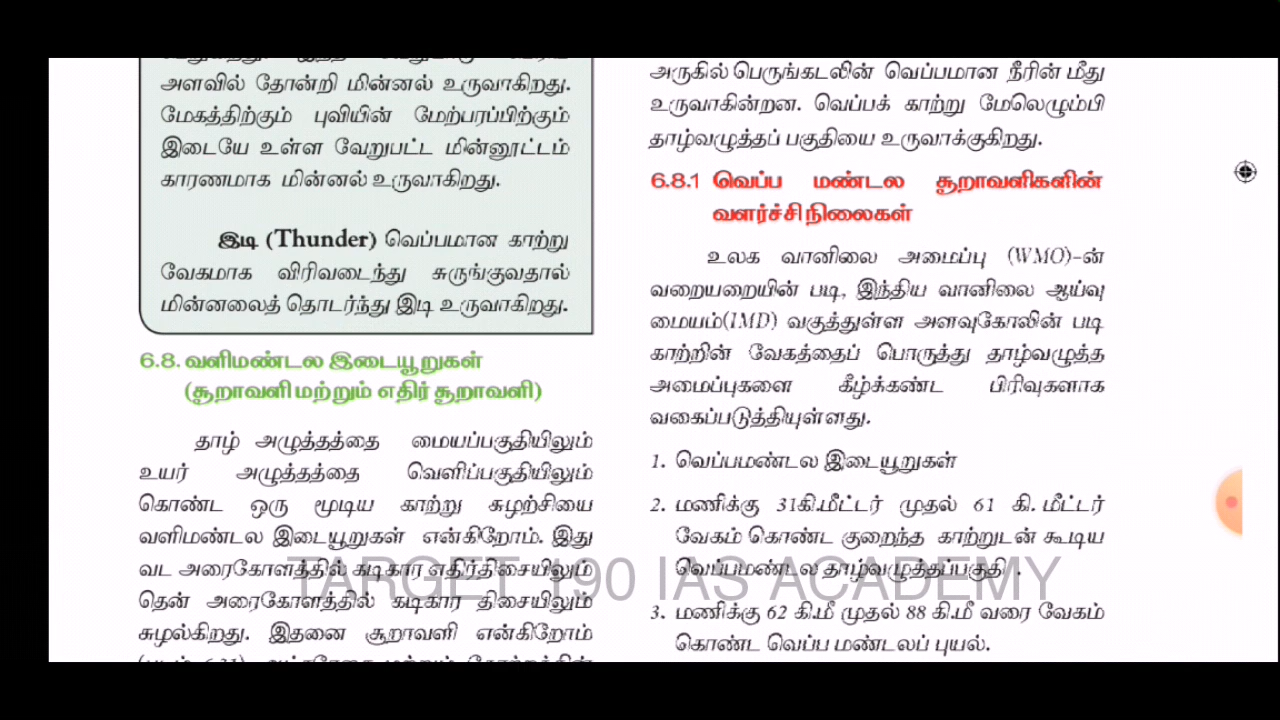 அளவில் தோன்றி மின்னல் உருவாகிறது.
மேகத்திற்கும் புவியின் மேற்பரப்பிற்கும்
இடையே உள்ள வேறுபட்ட மின்னூட்டம்
காரணமாக மின்னல் உருவாகிறது.
இடி (Thunder) வெப்பமான காற்று
வேகமாக விரிவடைந்து சுருங்குவதால்
மின்னலைத் தொடர்ந்து இடி உருவாகிறது.
6.8. வளிமண்டல இடையூறுகள்
(சூறாவளி மற்றும் எதிர் சூறாவளி)
தாழ் அழுத்தத்தை மையப்பகுதியிலும்
உயர் அழுத்தத்தை வெளிப்பகுதியிலும்
கொண்ட ஒரு மூடிய காற்று சுழற்சியை
வளிமண்டல இடையூறுகள் என்கிறோம். இது
வட அரைகோளத்தில் கடிகார எதிர்திசையிலும்
தென் அரைகோளத்தில் கடிகார திசையிலும்
சுழல்கிறது. இதனை சூறாவளி என்கிறோம்
அருகில் பெருங்கடலின் வெப்பமான நீரின் மீது
உருவாகின்றன. வெப்பக் காற்று மேலெழும்பி
தாழ்வழுத்தப் பகுதியை உருவாக்குகிறது.
6.8.1 வெப்ப மண்டல சூறாவளிகளின்
வளர்ச்சி நிலைகள்
உலக வானிலை அமைப்பு (WMO)-ன்
வறையறையின் படி, இந்திய வானிலை ஆய்வு
மையம்(IMD) வகுத்துள்ள அளவுகோலின் படி
காற்றின் வேகத்தைப் பொருத்து தாழ்வழுத்த
அமைப்புகளை கீழ்க்கண்ட பிரிவுகளாக
வகைப்படுத்தியுள்ளது.
1. வெப்பமண்டல இடையூறுகள்
2. மணிக்கு 31கி.மீட்டர் முதல் 61 கி. மீட்டர்
வேகம் கொண்ட குறைந்த காற்றுடன் கூடிய
வெப்பமண்டல தாழ்வழுத்தப்பகுதி .
3. மணிக்கு 62 கி.மீ முதல் 88 கி.மீ வரை வேகம்
கொண்ட வெப்ப மண்டலப் புயல்.
TARGET 190 IAS ACADEMY